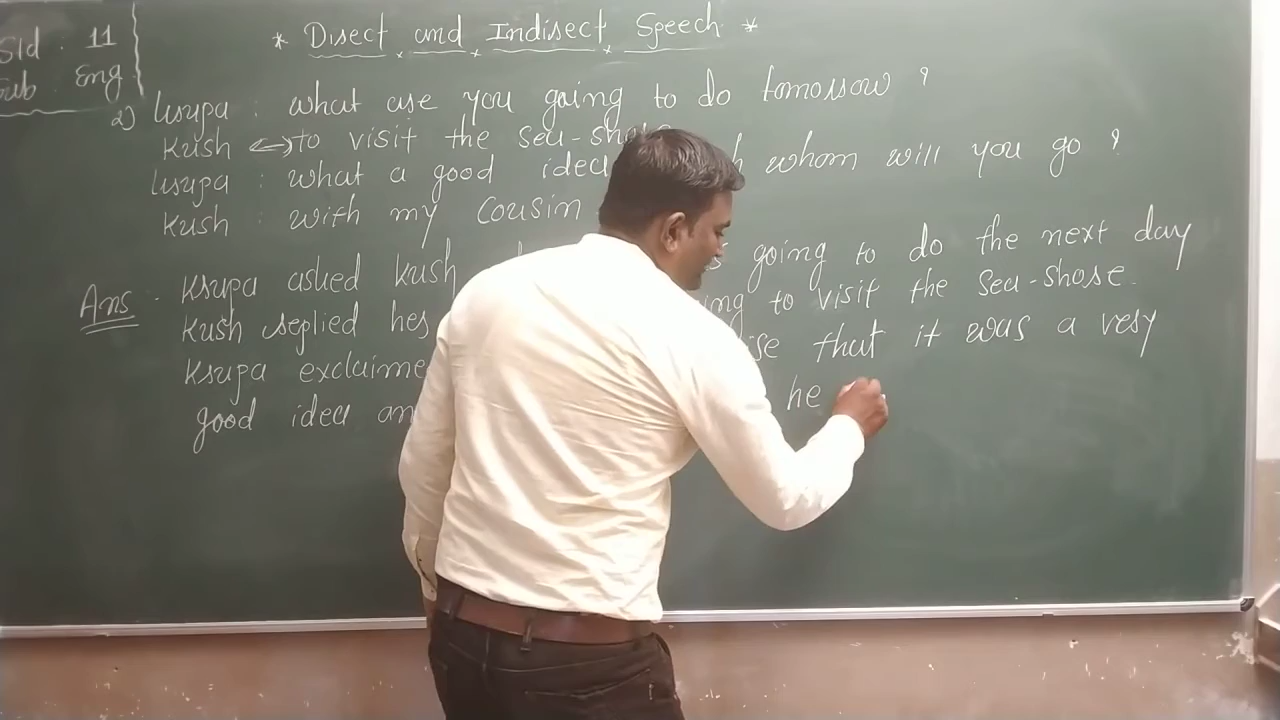 Std. 11
Sub Eng
* Direct and Indirect Speech *
2) Krupa : what are you going to do tomorrow ?
Kush to visit the sea-shore
Krupa : what a good idea whom will you go ?
Kush : with my cousin
Ans. Krupa asked Kush going to do the next day
Kush replied her to visit the sea-shore.
Krupa exclaimed that it was a very
good idea he